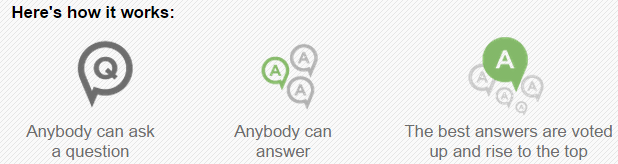 Here's how it works:
Q
A
A
A
A
A
A
A
A
Anybody can ask
a question
Anybody can
answer
The best answers are voted
up and rise to the top